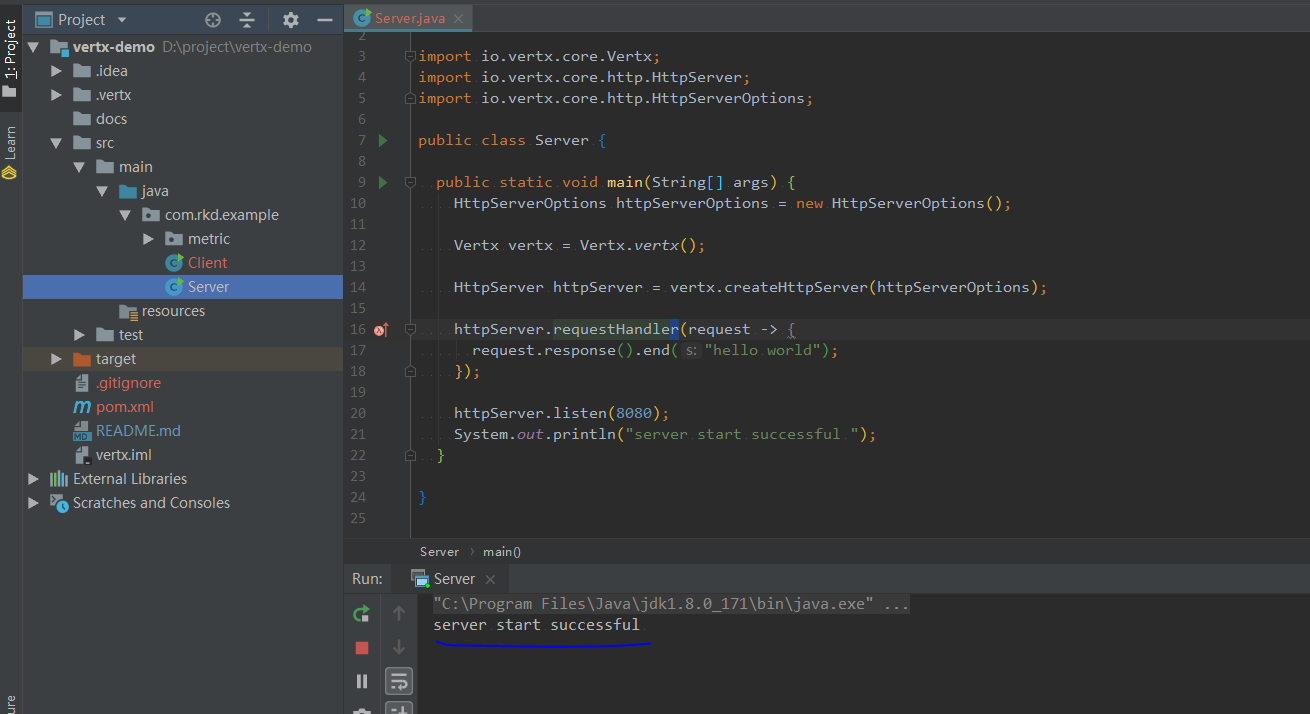 Project
Server.java
1: Project
Learn
vertx-demo D:\project\vertx-demo
.idea
.vertx
docs
src
main
java
com.rkd.example
metric
Client
Server
resources
test
target
.gitignore
pom.xml
README.md
vertx.iml
External Libraries
Scratches and Consoles
2
3 import io.vertx.core.Vertx;
4 import io.vertx.core.http.HttpServer;
5 import io.vertx.core.http.HttpServerOptions;
6
7 public class Server {
8
9 public static void main(String[] args) {
10 HttpServerOptions httpServerOptions = new HttpServerOptions();
11
12 Vertx vertx = Vertx.vertx();
13
14 HttpServer httpServer = vertx.createHttpServer(httpServerOptions);
15
16 httpServer.requestHandler(request -> {
17 request.response().end( s: "hello world");
18 });
19
20 httpServer.listen(8080);
21 System.out.println("server start successful ");
22 }
23
24 }
25
Server › main()
Run: Server
"C:\Program Files\Java\jdk1.8.0_171\bin\java.exe" ...
server start successful